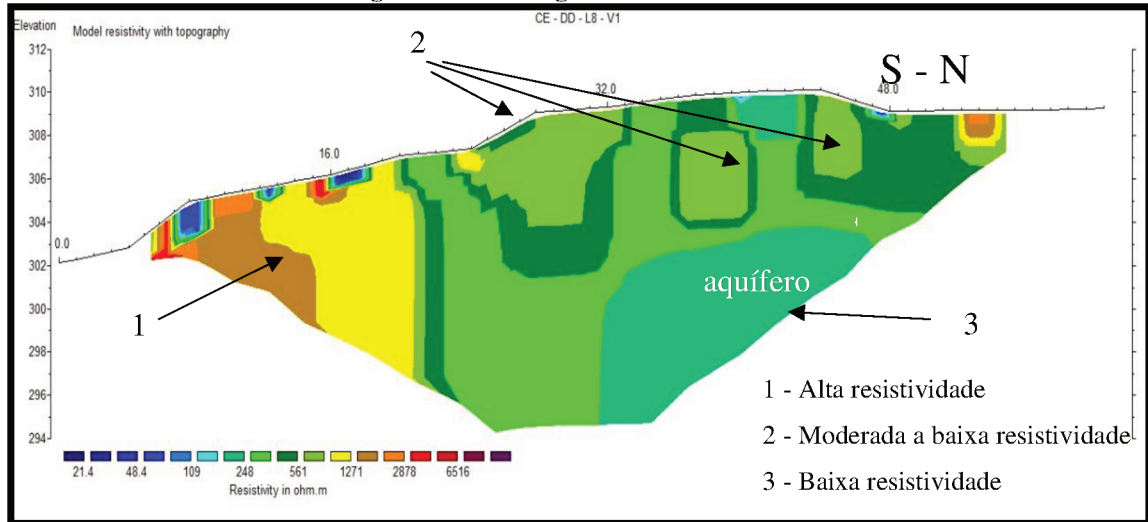 CE - DD - L8 - V1
Elevation
Model resistivity with topography
S - N
312
310
308
306
304
302
300
298
296
294
0.0
16.0
32.0
48.0
2
1
3
aquífero
1 - Alta resistividade
2 - Moderada a baixa resistividade
3 - Baixa resistividade
21.4 48.4 109 248 561 1271 2878 6516
Resistivity in ohm.m